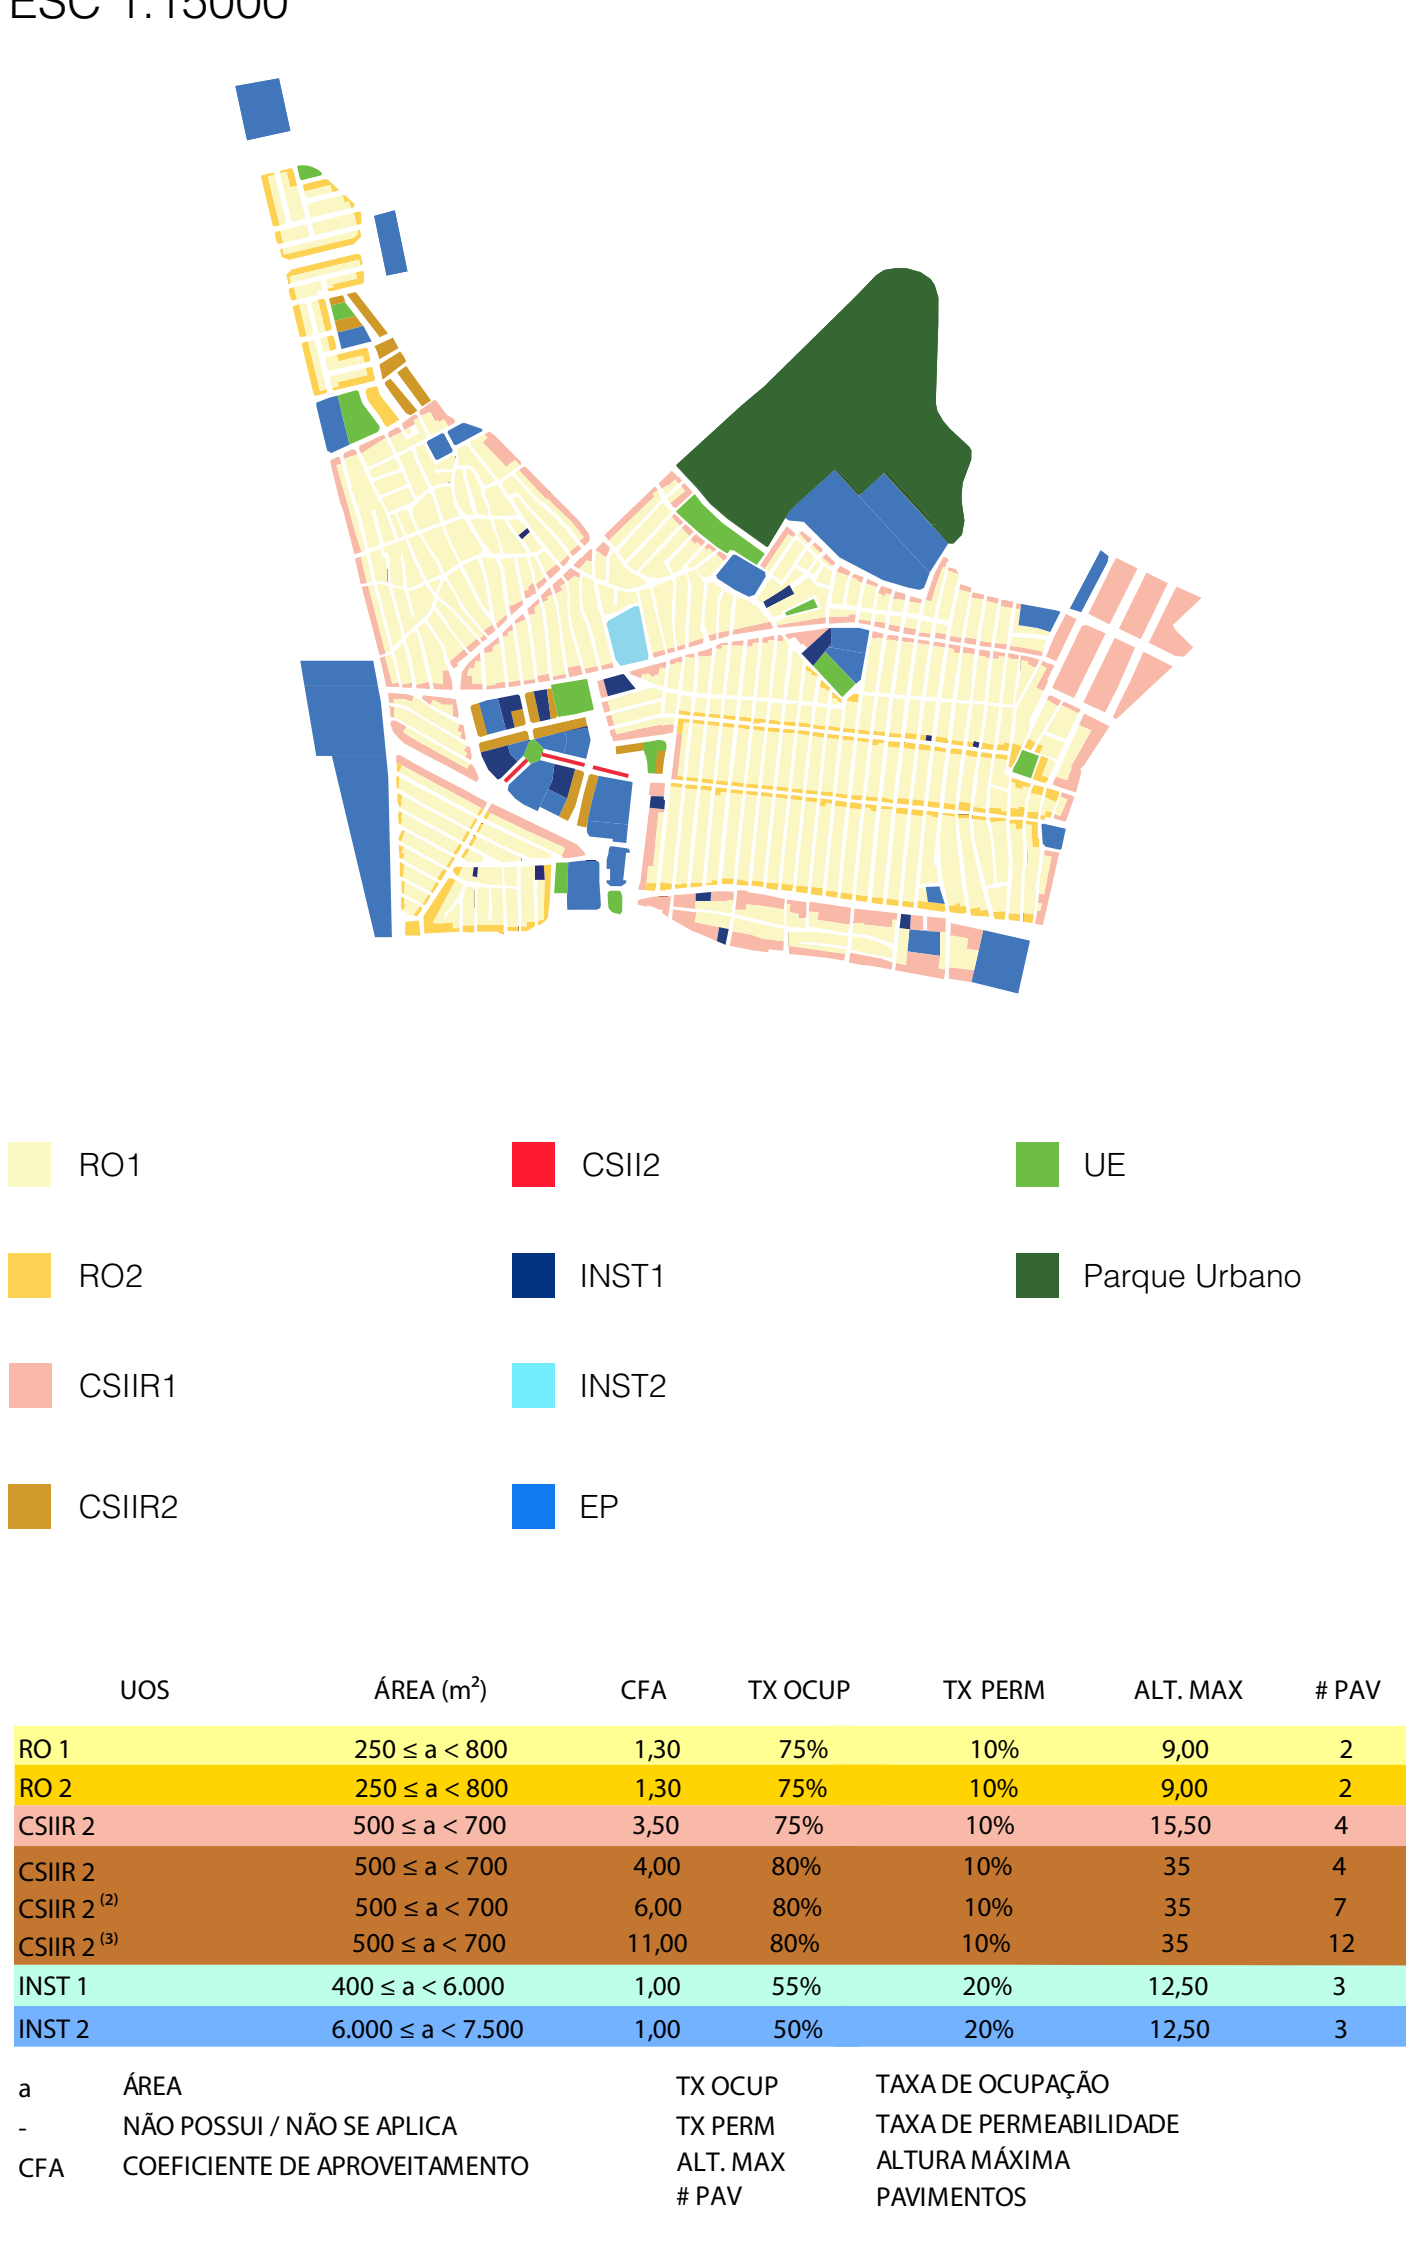 ESC 1:15000
RO1
CSII2
UE
RO2
INST1
Parque Urbano
CSIIR1
INST2
CSIIR2
EP
UOS ÁREA (m²) CFA TX OCUP TX PERM ALT. MAX # PAV
RO 1 250 ≤ a < 800 1,30 75% 10% 9,00 2
RO 2 250 ≤ a < 800 1,30 75% 10% 9,00 2
CSIIR 2 500 ≤ a < 700 3,50 75% 10% 15,50 4
CSIIR 2 500 ≤ a < 700 4,00 80% 10% 35 4
CSIIR 2 (2) 500 ≤ a < 700 6,00 80% 10% 35 7
CSIIR 2 (3) 500 ≤ a < 700 11,00 80% 10% 35 12
INST 1 400 ≤ a < 6.000 1,00 55% 20% 12,50 3
INST 2 6.000 ≤ a < 7.500 1,00 50% 20% 12,50 3
a ÁREA
- NÃO POSSUI / NÃO SE APLICA
CFA COEFICIENTE DE APROVEITAMENTO
TX OCUP TAXA DE OCUPAÇÃO
TX PERM TAXA DE PERMEABILIDADE
ALT. MAX ALTURA MÁXIMA
# PAV PAVIMENTOS